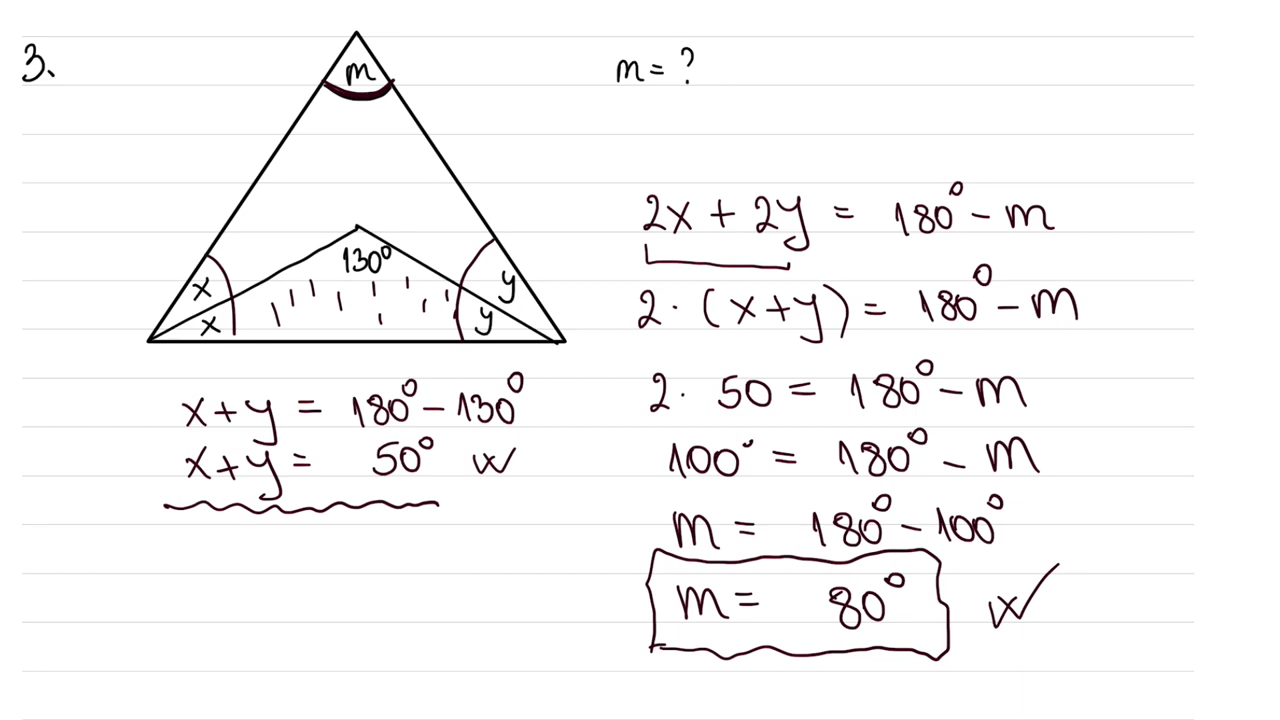 3.
m
m = ?
130°
x
x
y
y
x + y = 180° - 130°
x + y = 50°
2x + 2y = 180° - m
2 · (x + y) = 180° - m
2 · 50 = 180° - m
100° = 180° - m
m = 180° - 100°
m = 80°